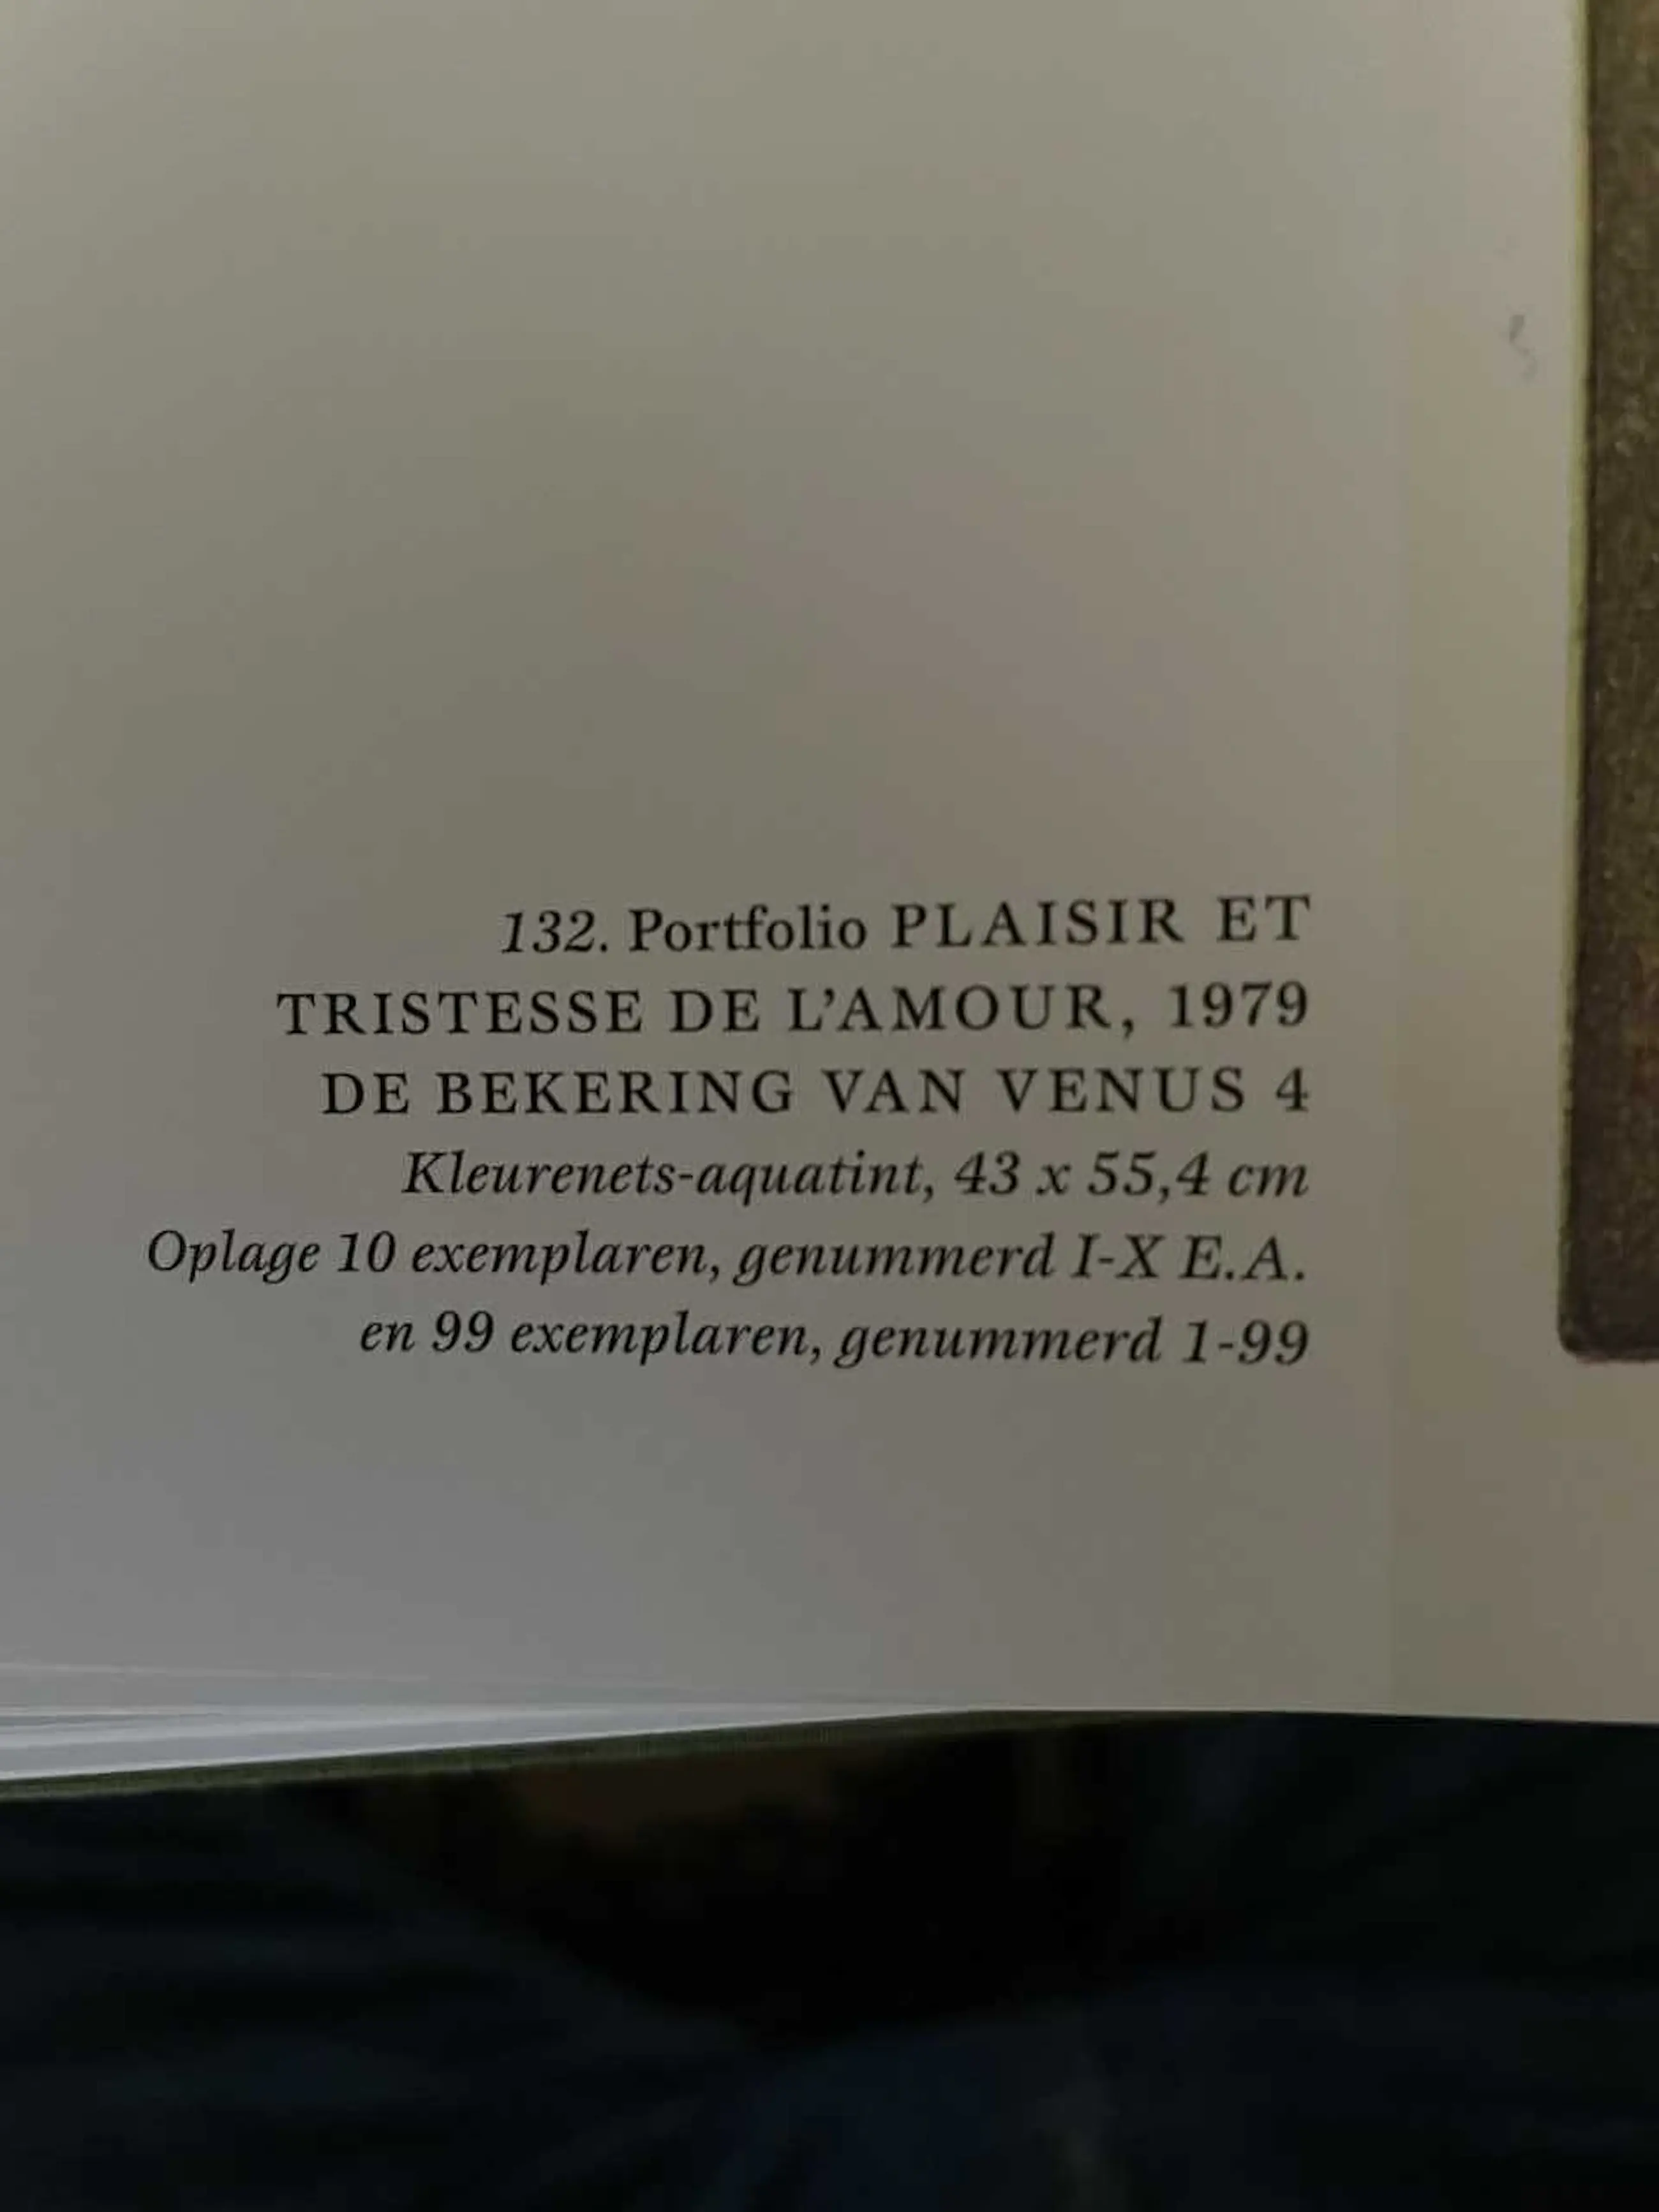 132. Portfolio PLAISIR ET
TRISTESSE DE L'AMOUR, 1979
DE BEKERING VAN VENUS 4
Kleurenets-aquatint, 43 x 55,4 cm
Oplage 10 exemplaren, genummerd I-X E.A.
en 99 exemplaren, genummerd 1-99